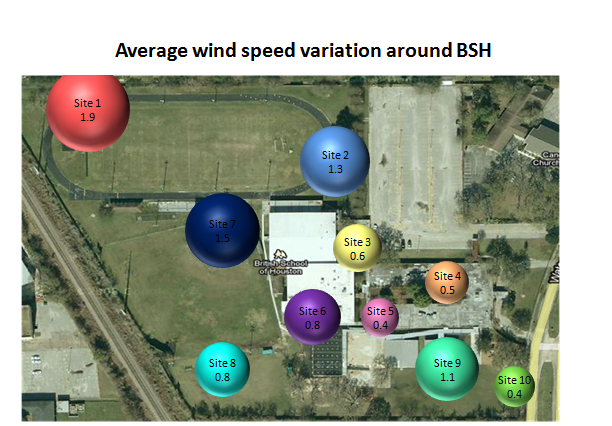 Average wind speed variation around BSH
Site 1
1.9
Site 2
1.3
Site 7
1.5
Site 3
0.6
British School
of Houston
Site 4
0.5
Site 6
0.8
Site 5
0.4
Site 8
0.8
Site 9
1.1
Site 10
0.4
Church